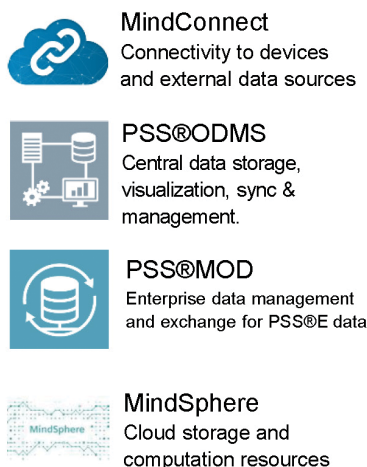 MindConnect
Connectivity to devices
and external data sources
PSS®ODMS
Central data storage,
visualization, sync &
management.
PSS®MOD
Enterprise data management
and exchange for PSS®E data
MindSphere
MindSphere
Cloud storage and
computation resources